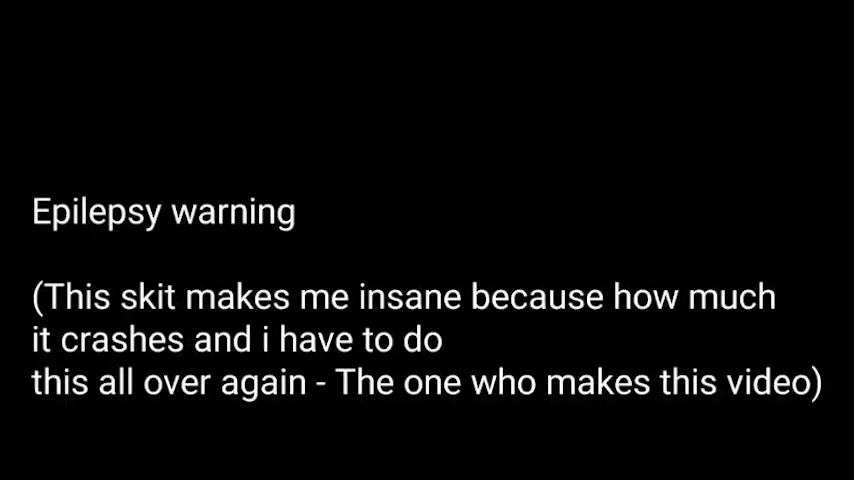 Epilepsy warning
(This skit makes me insane because how much
it crashes and i have to do
this all over again - The one who makes this video)